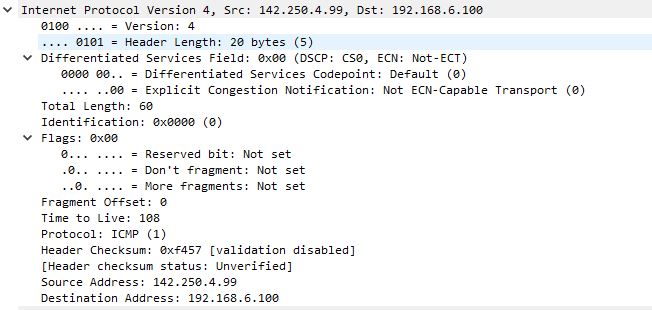 Internet Protocol Version 4, Src: 142.250.4.99, Dst: 192.168.6.100
0100 .... = Version: 4
.... 0101 = Header Length: 20 bytes (5)
Differentiated Services Field: 0x00 (DSCP: CS0, ECN: Not-ECT)
0000 00.. = Differentiated Services Codepoint: Default (0)
.... ..00 = Explicit Congestion Notification: Not ECN-Capable Transport (0)
Total Length: 60
Identification: 0x0000 (0)
Flags: 0x00
0... .... = Reserved bit: Not set
.0.. .... = Don't fragment: Not set
..0. .... = More fragments: Not set
Fragment Offset: 0
Time to Live: 108
Protocol: ICMP (1)
Header Checksum: 0xf457 [validation disabled]
[Header checksum status: Unverified]
Source Address: 142.250.4.99
Destination Address: 192.168.6.100